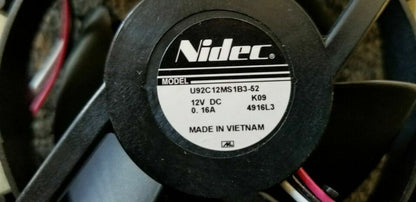 Nidec
MODEL
U92C12MS1B3-52
12V DC K09
0. 16A 4916L3
MADE IN VIETNAM